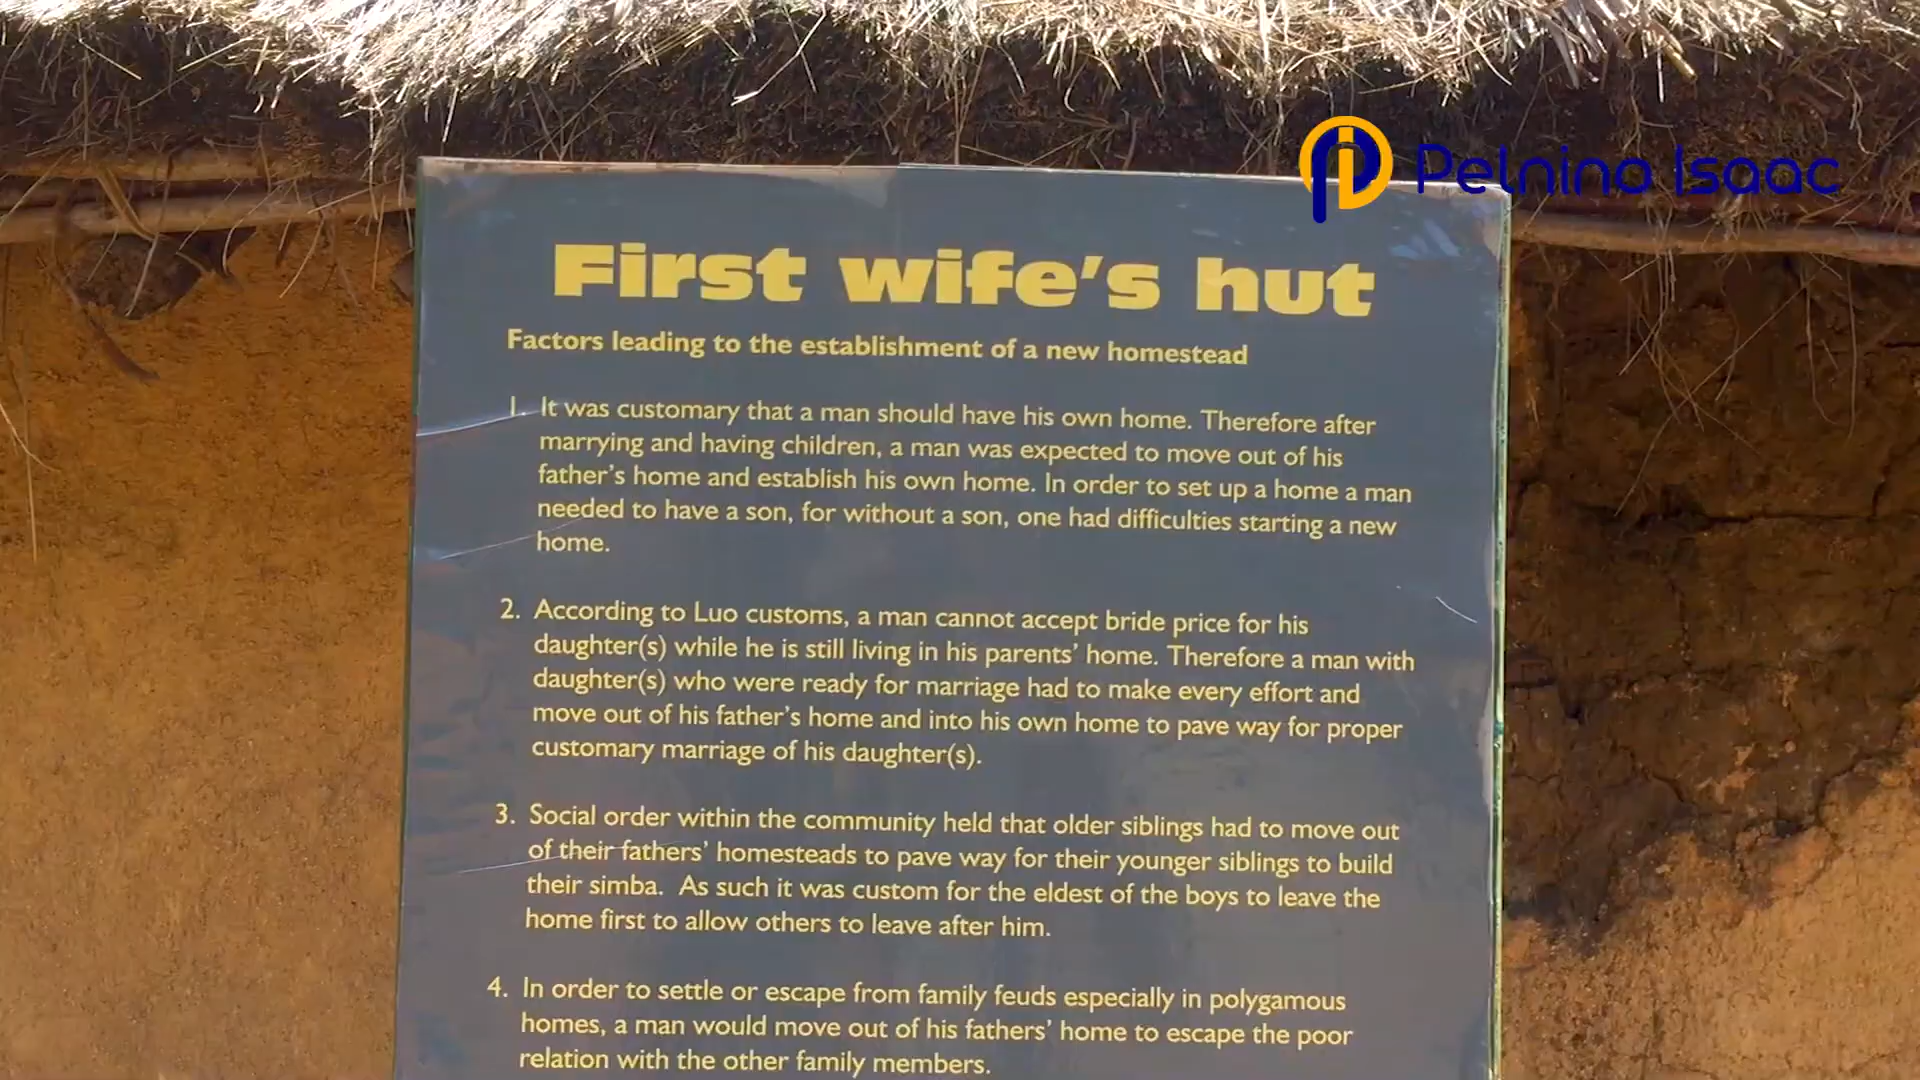 Pelnino Isaac
First wife's hut
Factors leading to the establishment of a new homestead
1. It was customary that a man should have his own home. Therefore after
marrying and having children, a man was expected to move out of his
father's home and establish his own home. In order to set up a home a man
needed to have a son, for without a son, one had difficulties starting a new
home.
2. According to Luo customs, a man cannot accept bride price for his
daughter(s) while he is still living in his parents' home. Therefore a man with
daughter(s) who were ready for marriage had to make every effort and
move out of his father's home and into his own home to pave way for proper
customary marriage of his daughter(s).
3. Social order within the community held that older siblings had to move out
of their fathers' homesteads to pave way for their younger siblings to build
their simba. As such it was custom for the eldest of the boys to leave the
home first to allow others to leave after him.
4. In order to settle or escape from family feuds especially in polygamous
homes, a man would move out of his fathers' home to escape the poor
relation with the other family members.